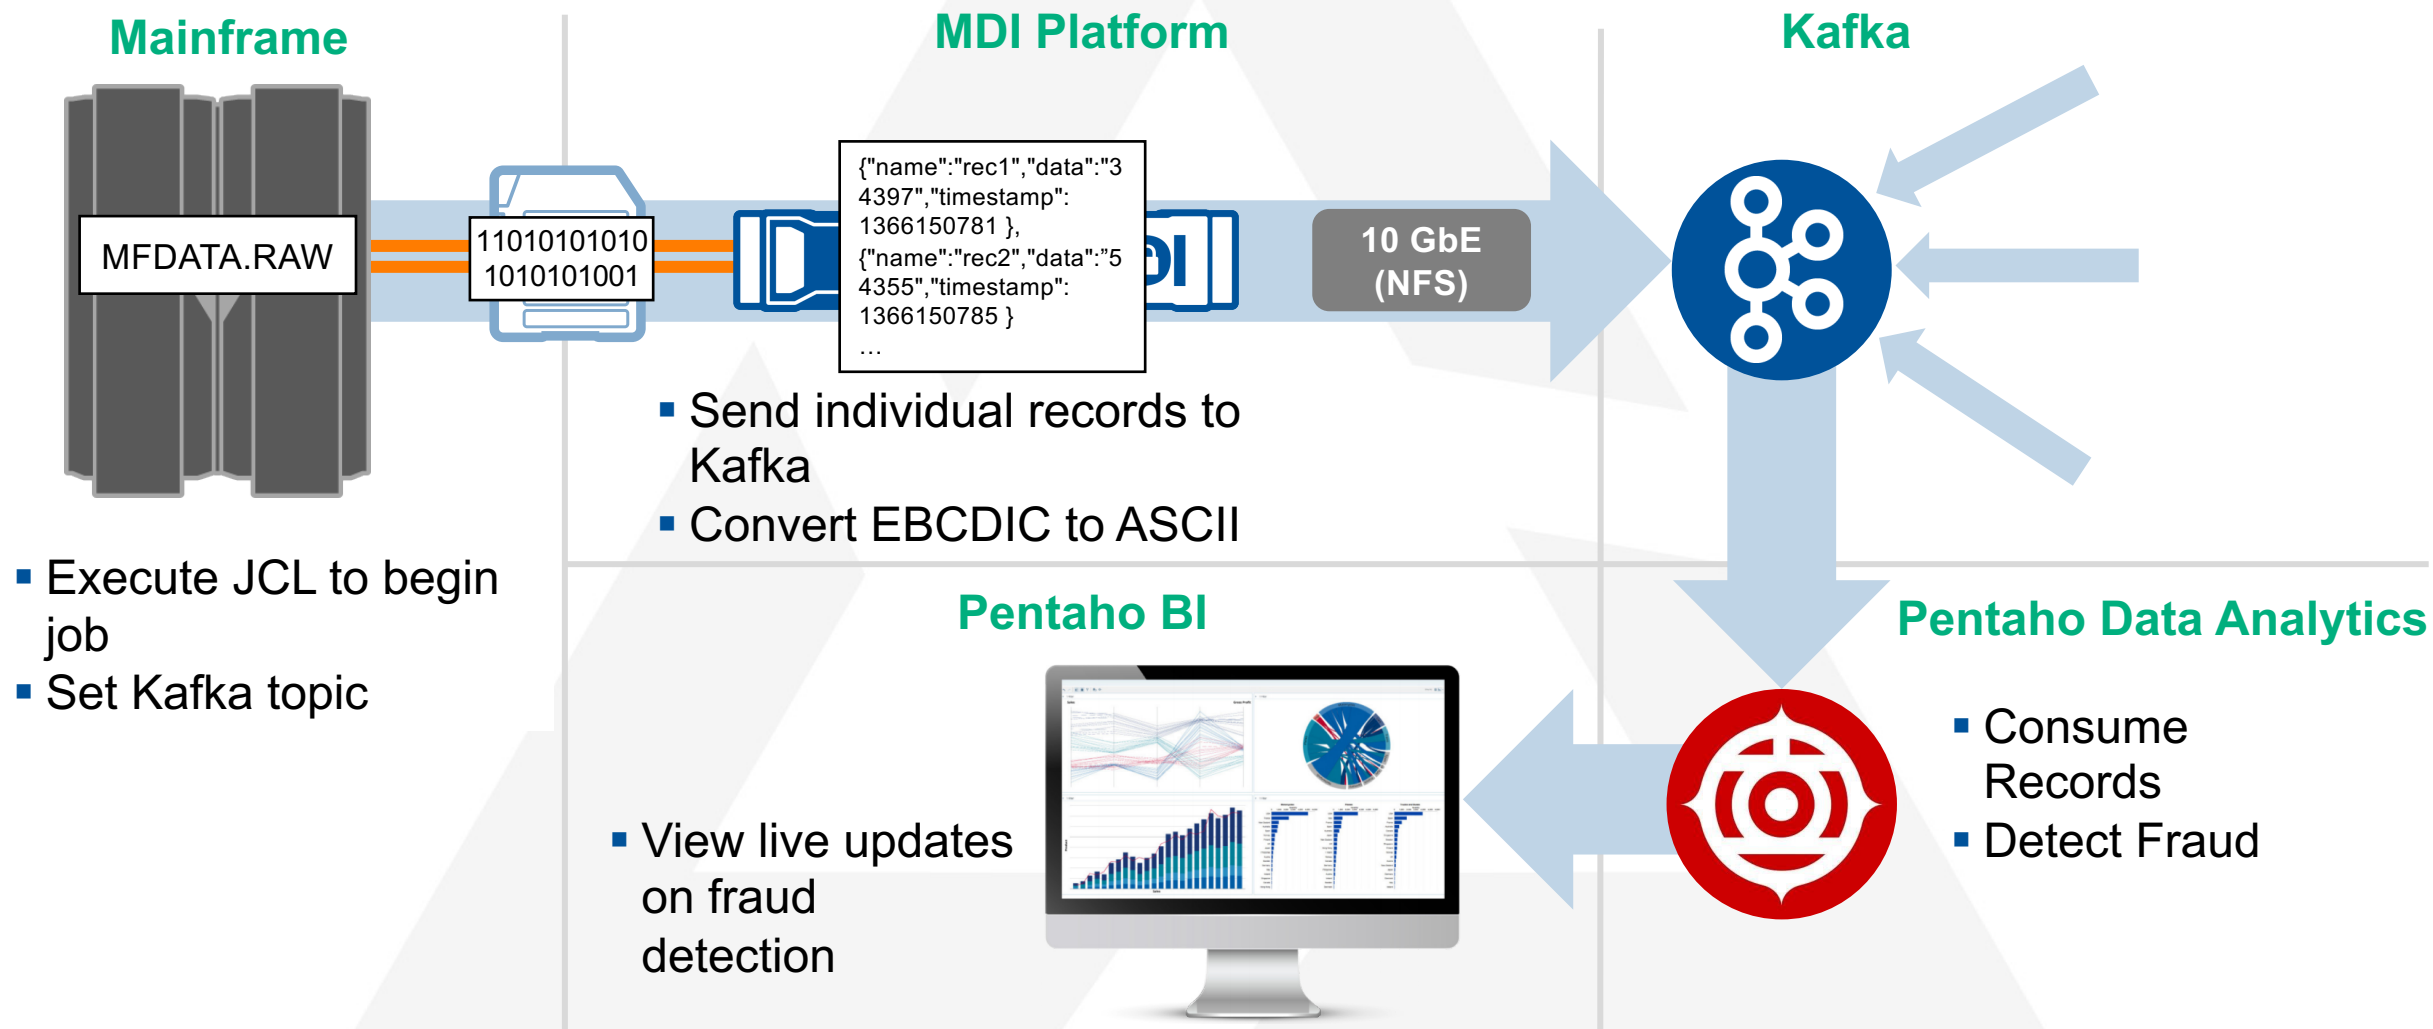 Mainframe
MDI Platform
Kafka
MFDATA.RAW
11010101010
1010101001
{"name":"rec1","data":"3
4397","timestamp":
1366150781 },
{"name":"rec2","data":”5
4355","timestamp":
1366150785 }
…
DI
10 GbE
(NFS)
▪ Send individual records to
Kafka
▪ Convert EBCDIC to ASCII
▪ Execute JCL to begin
job
▪ Set Kafka topic
Pentaho BI
Pentaho Data Analytics
▪ View live updates
on fraud
detection
▪ Consume
Records
▪ Detect Fraud